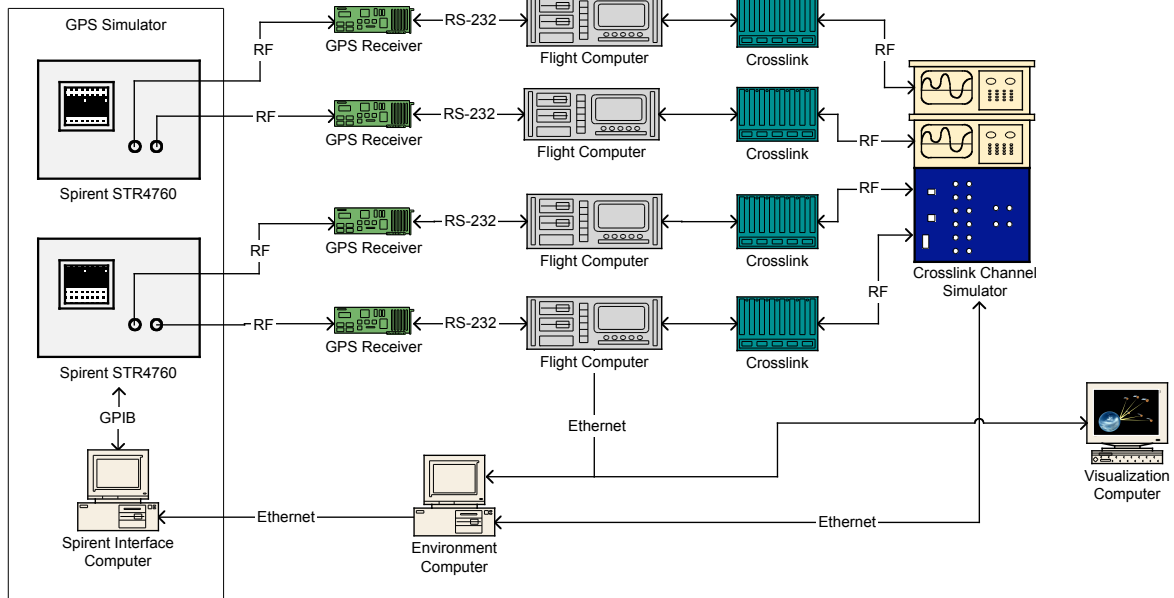 GPS Simulator
RF
GPS Receiver
RS-232
Flight Computer
Crosslink
RF
Spirent STR4760
RF
GPS Receiver
RS-232
Flight Computer
Crosslink
RF
RF
GPS Receiver
RS-232
Flight Computer
Crosslink
RF
Crosslink Channel
Simulator
Spirent STR4760
RF
GPS Receiver
RS-232
Flight Computer
Crosslink
RF
GPIB
Ethernet
Spirent Interface
Computer
Ethernet
Environment
Computer
Ethernet
Visualization
Computer